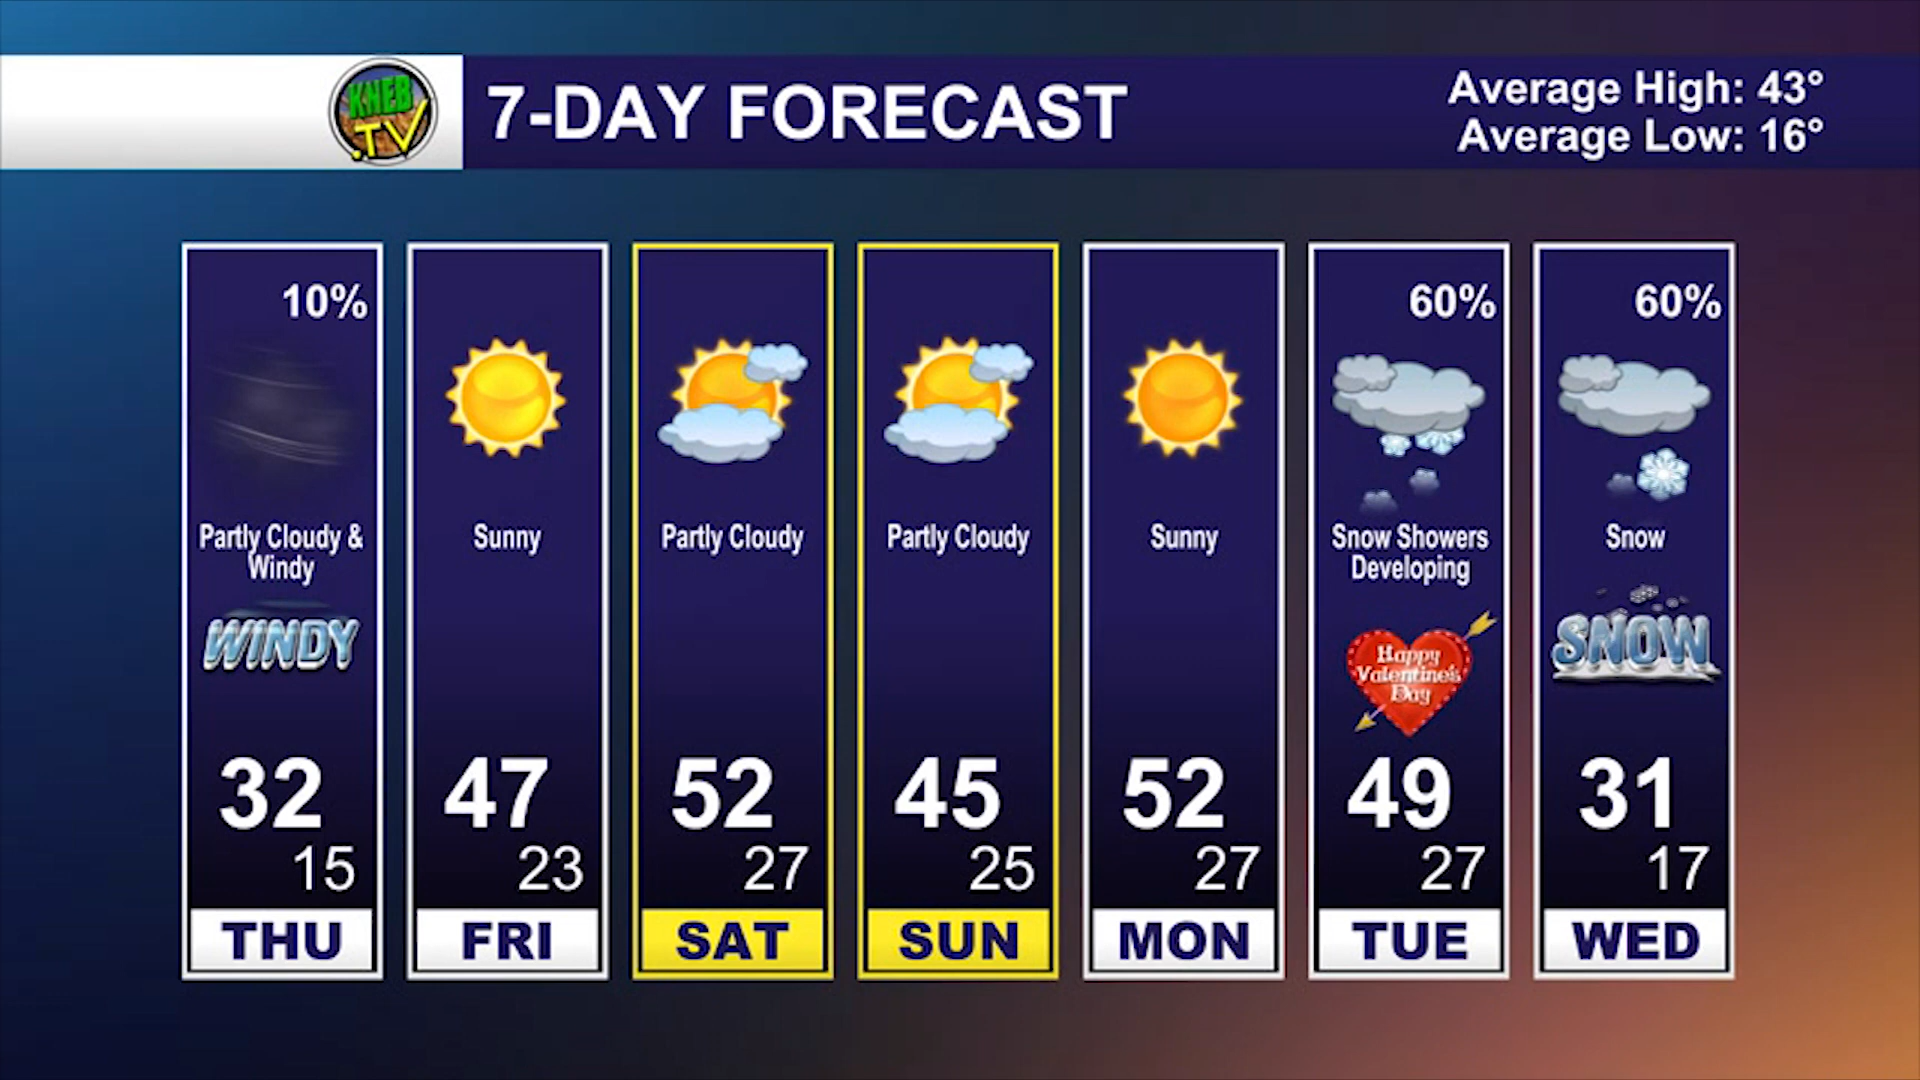 KHEB
.TV
7-DAY FORECAST
Average High: 43°
Average Low: 16°
10%
Partly Cloudy &
Windy
WINDY
32
15
THU
Sunny
47
23
FRI
Partly Cloudy
52
27
SAT
Partly Cloudy
45
25
SUN
Sunny
52
27
MON
60%
Snow Showers
Developing
Happy
Valentine's
Day
49
27
TUE
60%
Snow
SNOW
31
17
WED